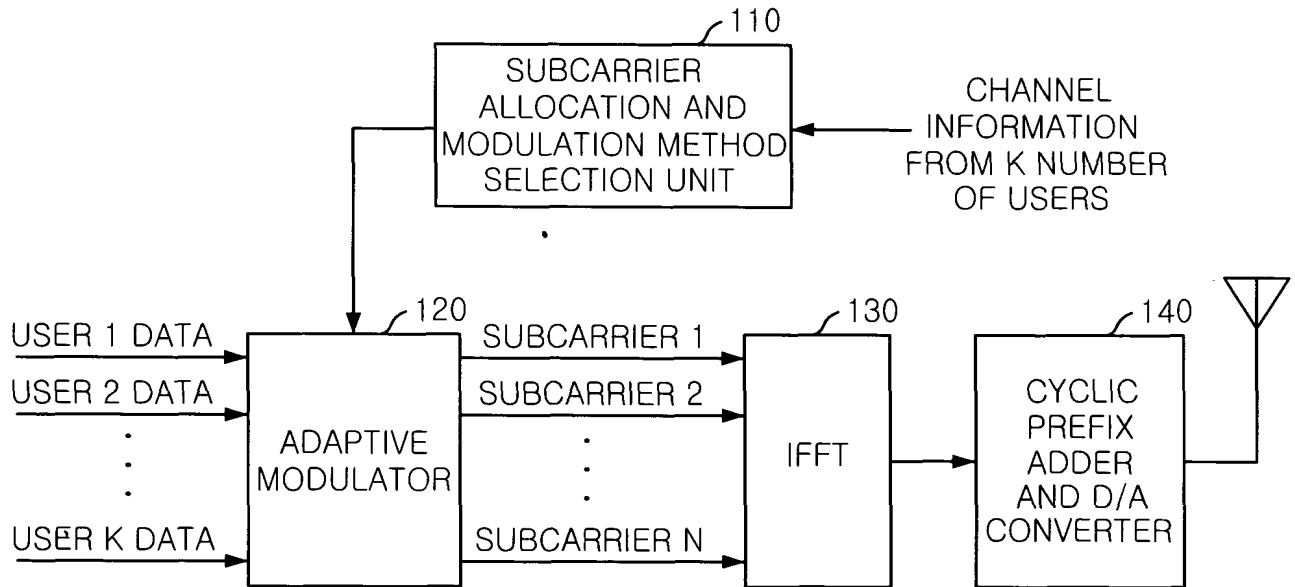 110
SUBCARRIER
ALLOCATION AND
MODULATION METHOD
SELECTION UNIT
CHANNEL
INFORMATION
FROM K NUMBER
OF USERS
USER 1 DATA
USER 2 DATA
USER K DATA
120
ADAPTIVE
MODULATOR
SUBCARRIER 1
SUBCARRIER 2
SUBCARRIER N
130
IFFT
140
CYCLIC
PREFIX
ADDER
AND D/A
CONVERTER